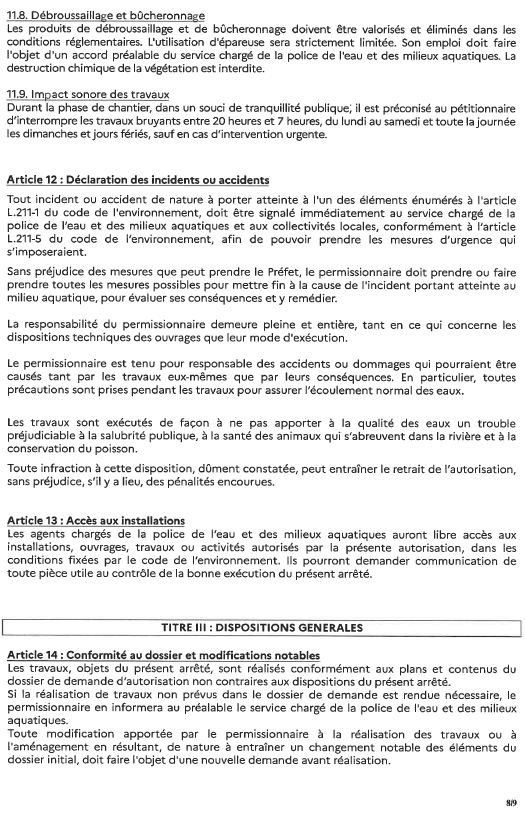 11.8. Débroussaillage et bûcheronnage
Les produits de débroussaillage et de bûcheronnage doivent être valorisés et éliminés dans les
conditions réglementaires. L'utilisation d'épareuse sera strictement limitée. Son emploi doit faire
l'objet d'un accord préalable du service chargé de la police de l'eau et des milieux aquatiques. La
destruction chimique de la végétation est interdite.
11.9. Impact sonore des travaux
Durant la phase de chantier, dans un souci de tranquillité publique, il est préconisé au pétitionnaire
d'interrompre les travaux bruyants entre 20 heures et 7 heures, du lundi au samedi et toute la journée
les dimanches et jours fériés, sauf en cas d'intervention urgente.
Article 12 : Déclaration des incidents ou accidents
Tout incident ou accident de nature à porter atteinte à l'un des éléments énumérés à l'article
L.211-1 du code de l'environnement, doit être signalé immédiatement au service chargé de la
police de l'eau et des milieux aquatiques et aux collectivités locales, conformément à l'article
L.211-5 du code de l'environnement, afin de pouvoir prendre les mesures d'urgence qui
s'imposeraient.
Sans préjudice des mesures que peut prendre le Préfet, le permissionnaire doit prendre ou faire
prendre toutes les mesures possibles pour mettre fin à la cause de l'incident portant atteinte au
milieu aquatique, pour évaluer ses conséquences et y remédier.
La responsabilité du permissionnaire demeure pleine et entière, tant en ce qui concerne les
dispositions techniques des ouvrages que leur mode d'exécution.
Le permissionnaire est tenu pour responsable des accidents ou dommages qui pourraient être
causés tant par les travaux eux-mêmes que par leurs conséquences. En particulier, toutes
précautions sont prises pendant les travaux pour assurer l'écoulement normal des eaux.
Les travaux sont exécutés de façon à ne pas apporter à la qualité des eaux un trouble
préjudiciable à la salubrité publique, à la santé des animaux qui s'abreuvent dans la rivière et à la
conservation du poisson.
Toute infraction à cette disposition, dûment constatée, peut entraîner le retrait de l'autorisation,
sans préjudice, s'il y a lieu, des pénalités encourues.
Article 13 : Accès aux installations
Les agents chargés de la police de l'eau et des milieux aquatiques auront libre accès aux
installations, ouvrages, travaux ou activités autorisés par la présente autorisation, dans les
conditions fixées par le code de l'environnement. Ils pourront demander communication de
toute pièce utile au contrôle de la bonne exécution du présent arrêté.
TITRE III : DISPOSITIONS GENERALES
Article 14 : Conformité au dossier et modifications notables
Les travaux, objets du présent arrêté, sont réalisés conformément aux plans et contenus du
dossier de demande d'autorisation non contraires aux dispositions du présent arrêté.
Si la réalisation de travaux non prévus dans le dossier de demande est rendue nécessaire, le
permissionnaire en informera au préalable le service chargé de la police de l'eau et des milieux
aquatiques.
Toute modification apportée par le permissionnaire à la réalisation des travaux ou à
l'aménagement en résultant, de nature à entraîner un changement notable des éléments du
dossier initial, doit faire l'objet d'une nouvelle demande avant réalisation.
8/9